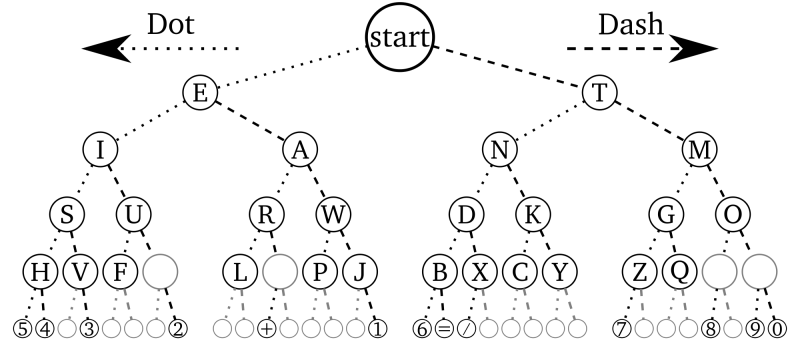 Dot
start
Dash
E T
I A N M
S U R W D K G O
H V F L P J B X C Y Z Q
5 4 3 2 + 1 6 = / 7 8 9 0